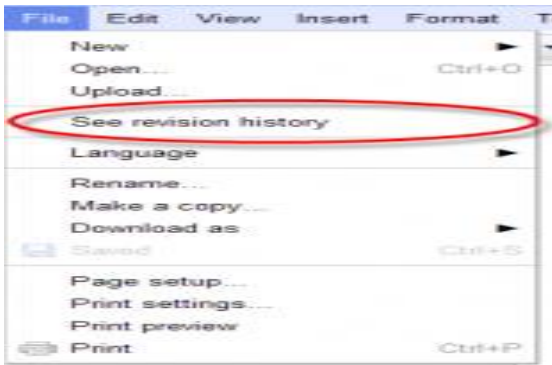 File Edit View Insert Format T
New
Open... Ctrl+O
Upload...
See revision history
Language
Rename...
Make a copy...
Download as
Saved Ctrl+S
Page setup...
Print settings...
Print preview
Print Ctrl+P